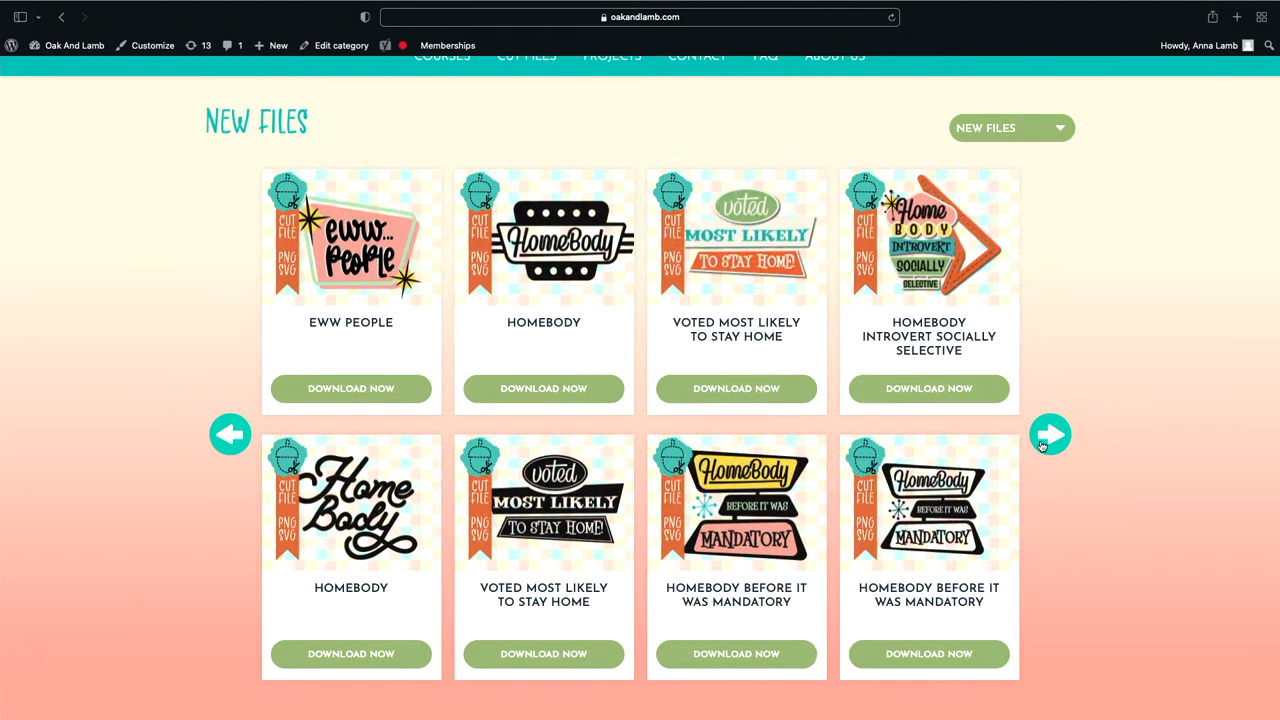 oakandlamb.com
Oak And Lamb
Customize
13
1
New
Edit category
Memberships
Howdy, Anna Lamb
COURSES
CUT FILES
PROJECTS
CONTACT
FAQ
ABOUT US
NEW FILES
NEW FILES
CUT
FILE
PNG
SVG
eww...
PEOPLE
CUT
FILE
PNG
SVG
HomeBody
CUT
FILE
PNG
SVG
voted
MOST LIKELY
TO STAY HOME!
CUT
FILE
PNG
SVG
Home
BODY
INTROVERT
SOCIALLY
SELECTIVE
EWW PEOPLE
HOMEBODY
VOTED MOST LIKELY
TO STAY HOME
HOMEBODY
INTROVERT SOCIALLY
SELECTIVE
DOWNLOAD NOW
DOWNLOAD NOW
DOWNLOAD NOW
DOWNLOAD NOW
CUT
FILE
PNG
SVG
Home
Body
CUT
FILE
PNG
SVG
voted
MOST LIKELY
TO STAY HOME!
CUT
FILE
PNG
SVG
HomeBody
BEFORE IT WAS
MANDATORY
CUT
FILE
PNG
SVG
HomeBody
BEFORE IT WAS
MANDATORY
HOMEBODY
VOTED MOST LIKELY
TO STAY HOME
HOMEBODY BEFORE IT
WAS MANDATORY
HOMEBODY BEFORE IT
WAS MANDATORY
DOWNLOAD NOW
DOWNLOAD NOW
DOWNLOAD NOW
DOWNLOAD NOW